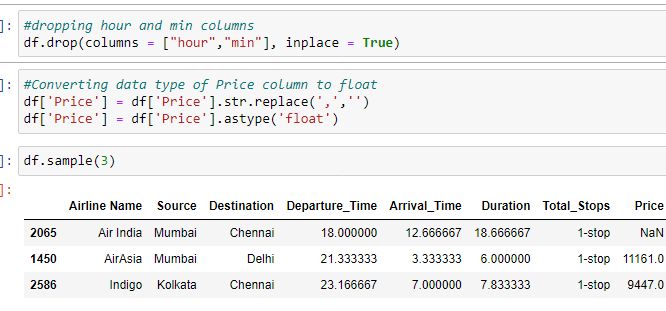 ]: #dropping hour and min columns
df.drop(columns = ["hour","min"], inplace = True)
]: #Converting data type of Price column to float
df['Price'] = df['Price'].str.replace(',','')
df['Price'] = df['Price'].astype('float')
]: df.sample(3)
]:
Airline Name Source Destination Departure_Time Arrival_Time Duration Total_Stops Price
2065 Air India Mumbai Chennai 18.000000 12.666667 18.666667 1-stop NaN
1450 AirAsia Mumbai Delhi 21.333333 3.333333 6.000000 1-stop 11161.0
2586 Indigo Kolkata Chennai 23.166667 7.000000 7.833333 1-stop 9447.0